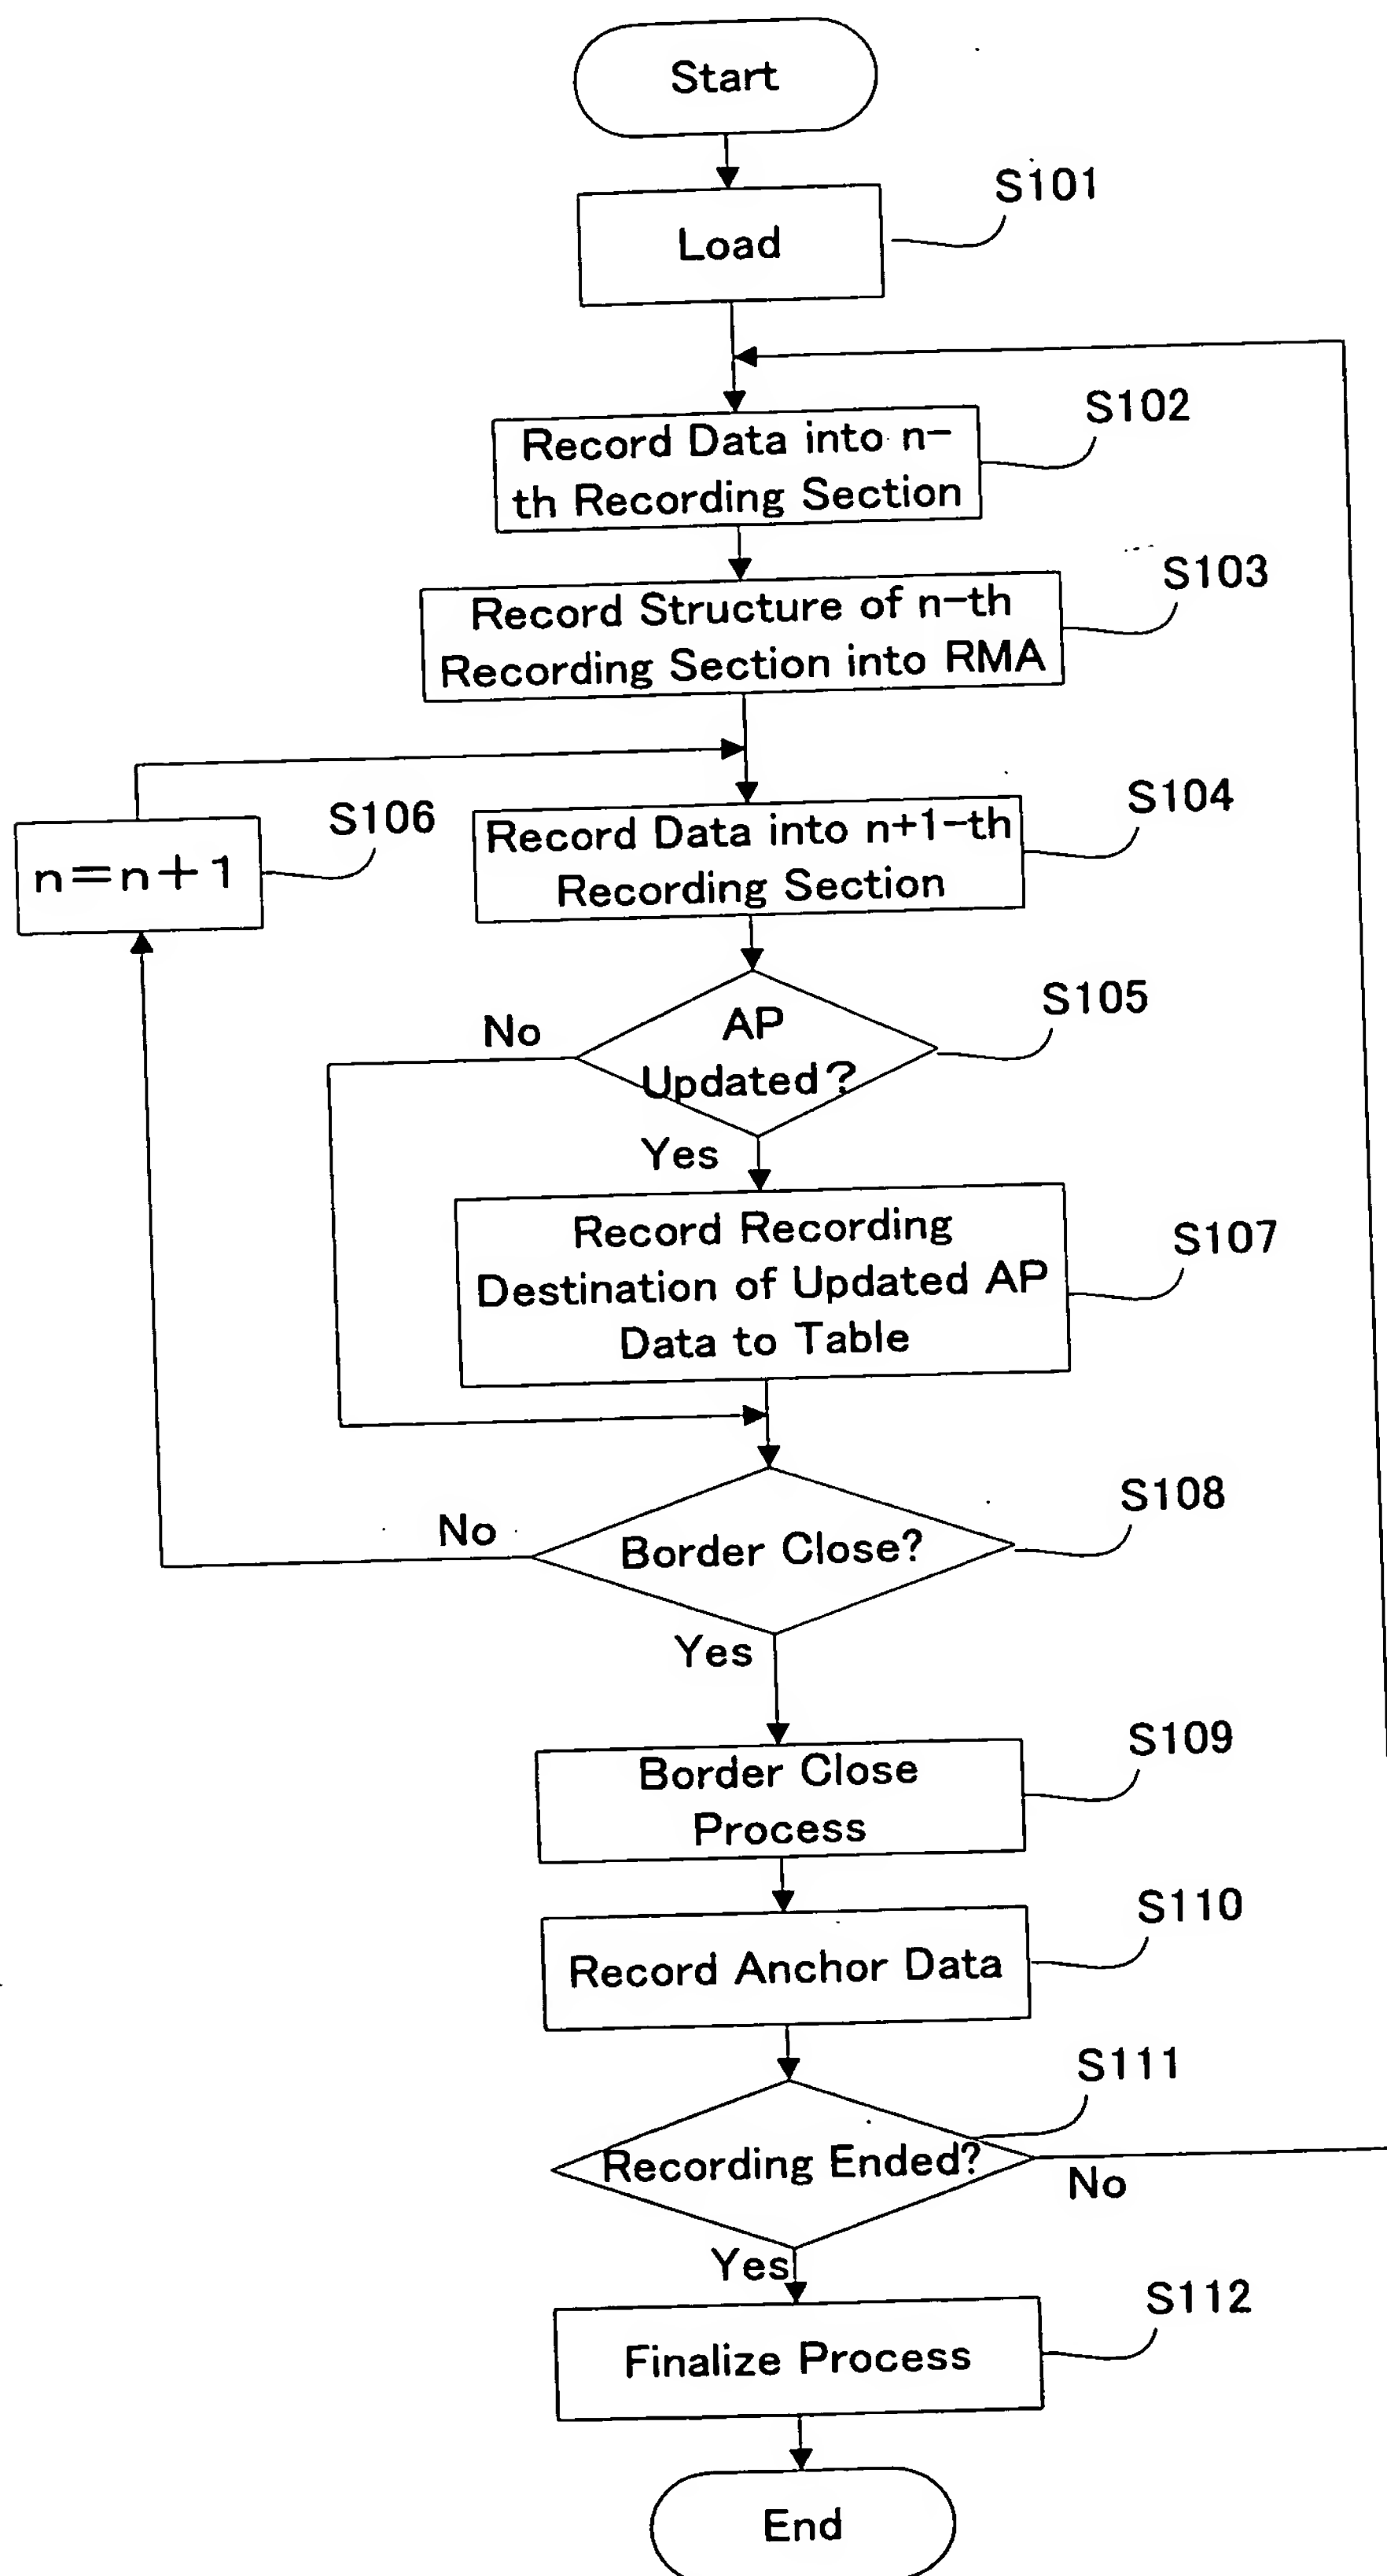 Start
S101
Load
S102
Record Data into n-
th Recording Section
S103
Record Structure of n-th
Recording Section into RMA
S106
n=n+1
S104
Record Data into n+1-th
Recording Section
S105
No
AP
Updated?
Yes
S107
Record Recording
Destination of Updated AP
Data to Table
S108
No
Border Close?
Yes
S109
Border Close
Process
S110
Record Anchor Data
S111
Recording Ended?
No
Yes
S112
Finalize Process
End